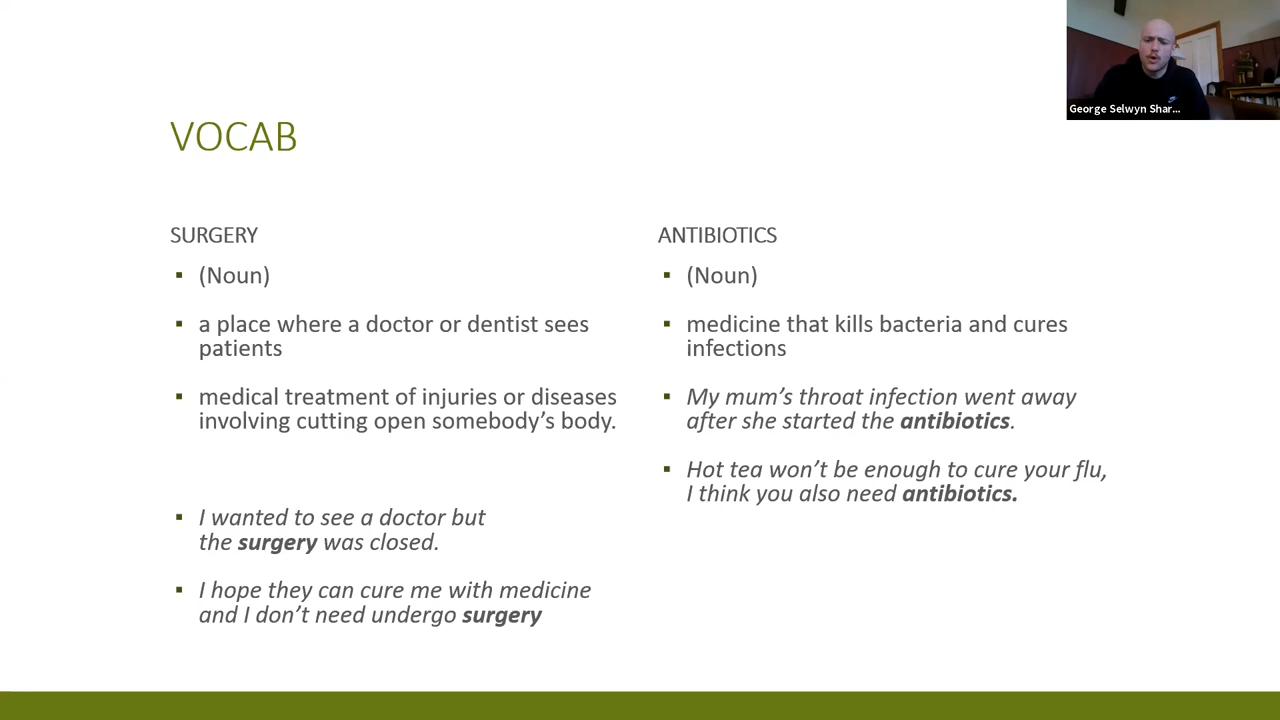 George Selwyn Shar...
VOCAB
SURGERY
▪ (Noun)
▪ a place where a doctor or dentist sees
patients
▪ medical treatment of injuries or diseases
involving cutting open somebody's body.
▪ I wanted to see a doctor but
the surgery was closed.
▪ I hope they can cure me with medicine
and I don't need undergo surgery
ANTIBIOTICS
▪ (Noun)
▪ medicine that kills bacteria and cures
infections
▪ My mum's throat infection went away
after she started the antibiotics.
▪ Hot tea won't be enough to cure your flu,
I think you also need antibiotics.